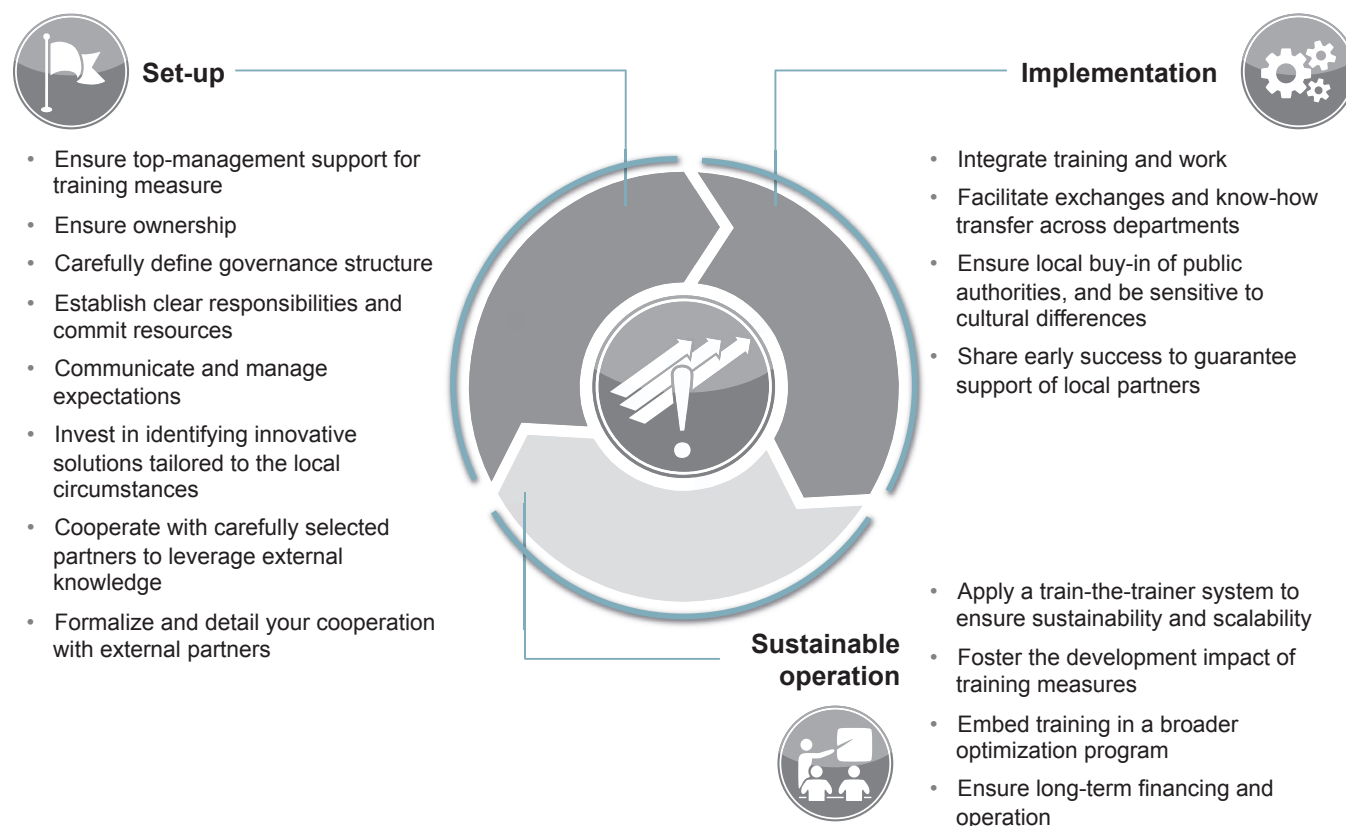 Set-up
• Ensure top-management support for
training measure
• Ensure ownership
• Carefully define governance structure
• Establish clear responsibilities and
commit resources
• Communicate and manage
expectations
• Invest in identifying innovative
solutions tailored to the local
circumstances
• Cooperate with carefully selected
partners to leverage external
knowledge
• Formalize and detail your cooperation
with external partners
Implementation
• Integrate training and work
• Facilitate exchanges and know-how
transfer across departments
• Ensure local buy-in of public
authorities, and be sensitive to
cultural differences
• Share early success to guarantee
support of local partners
Sustainable
operation
• Apply a train-the-trainer system to
ensure sustainability and scalability
• Foster the development impact of
training measures
• Embed training in a broader
optimization program
• Ensure long-term financing and
operation